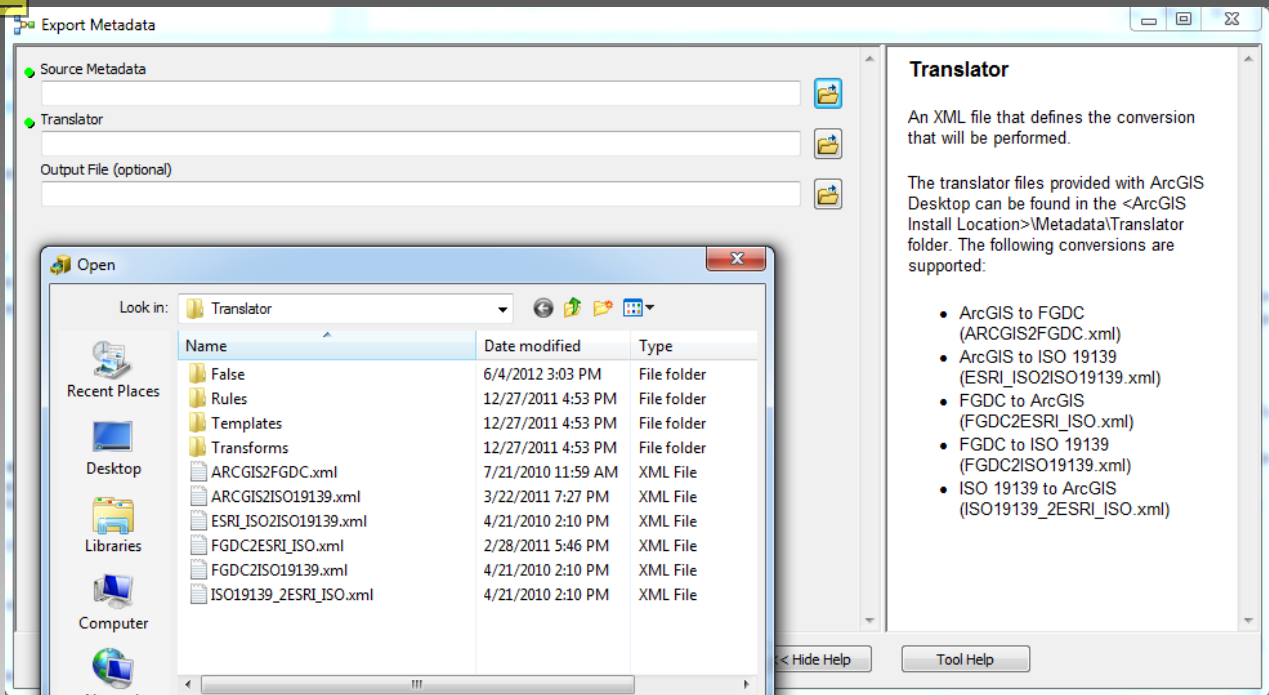 Export Metadata
Source Metadata
Translator
Output File (optional)
Open
Look in:
Translator
Name Date modified Type
False 6/4/2012 3:03 PM File folder
Rules 12/27/2011 4:53 PM File folder
Templates 12/27/2011 4:53 PM File folder
Transforms 12/27/2011 4:53 PM File folder
ARCGIS2FGDC.xml 7/21/2010 11:59 AM XML File
ARCGIS2ISO19139.xml 3/22/2011 7:27 PM XML File
ESRI_ISO2ISO19139.xml 4/21/2010 2:10 PM XML File
FGDC2ESRI_ISO.xml 2/28/2011 5:46 PM XML File
FGDC2ISO19139.xml 4/21/2010 2:10 PM XML File
ISO19139_2ESRI_ISO.xml 4/21/2010 2:10 PM XML File
Recent Places
Desktop
Libraries
Computer
<< Hide Help
Tool Help
Translator
An XML file that defines the conversion
that will be performed.
The translator files provided with ArcGIS
Desktop can be found in the <ArcGIS
Install Location>\Metadata\Translator
folder. The following conversions are
supported:
• ArcGIS to FGDC
(ARCGIS2FGDC.xml)
• ArcGIS to ISO 19139
(ESRI_ISO2ISO19139.xml)
• FGDC to ArcGIS
(FGDC2ESRI_ISO.xml)
• FGDC to ISO 19139
(FGDC2ISO19139.xml)
• ISO 19139 to ArcGIS
(ISO19139_2ESRI_ISO.xml)